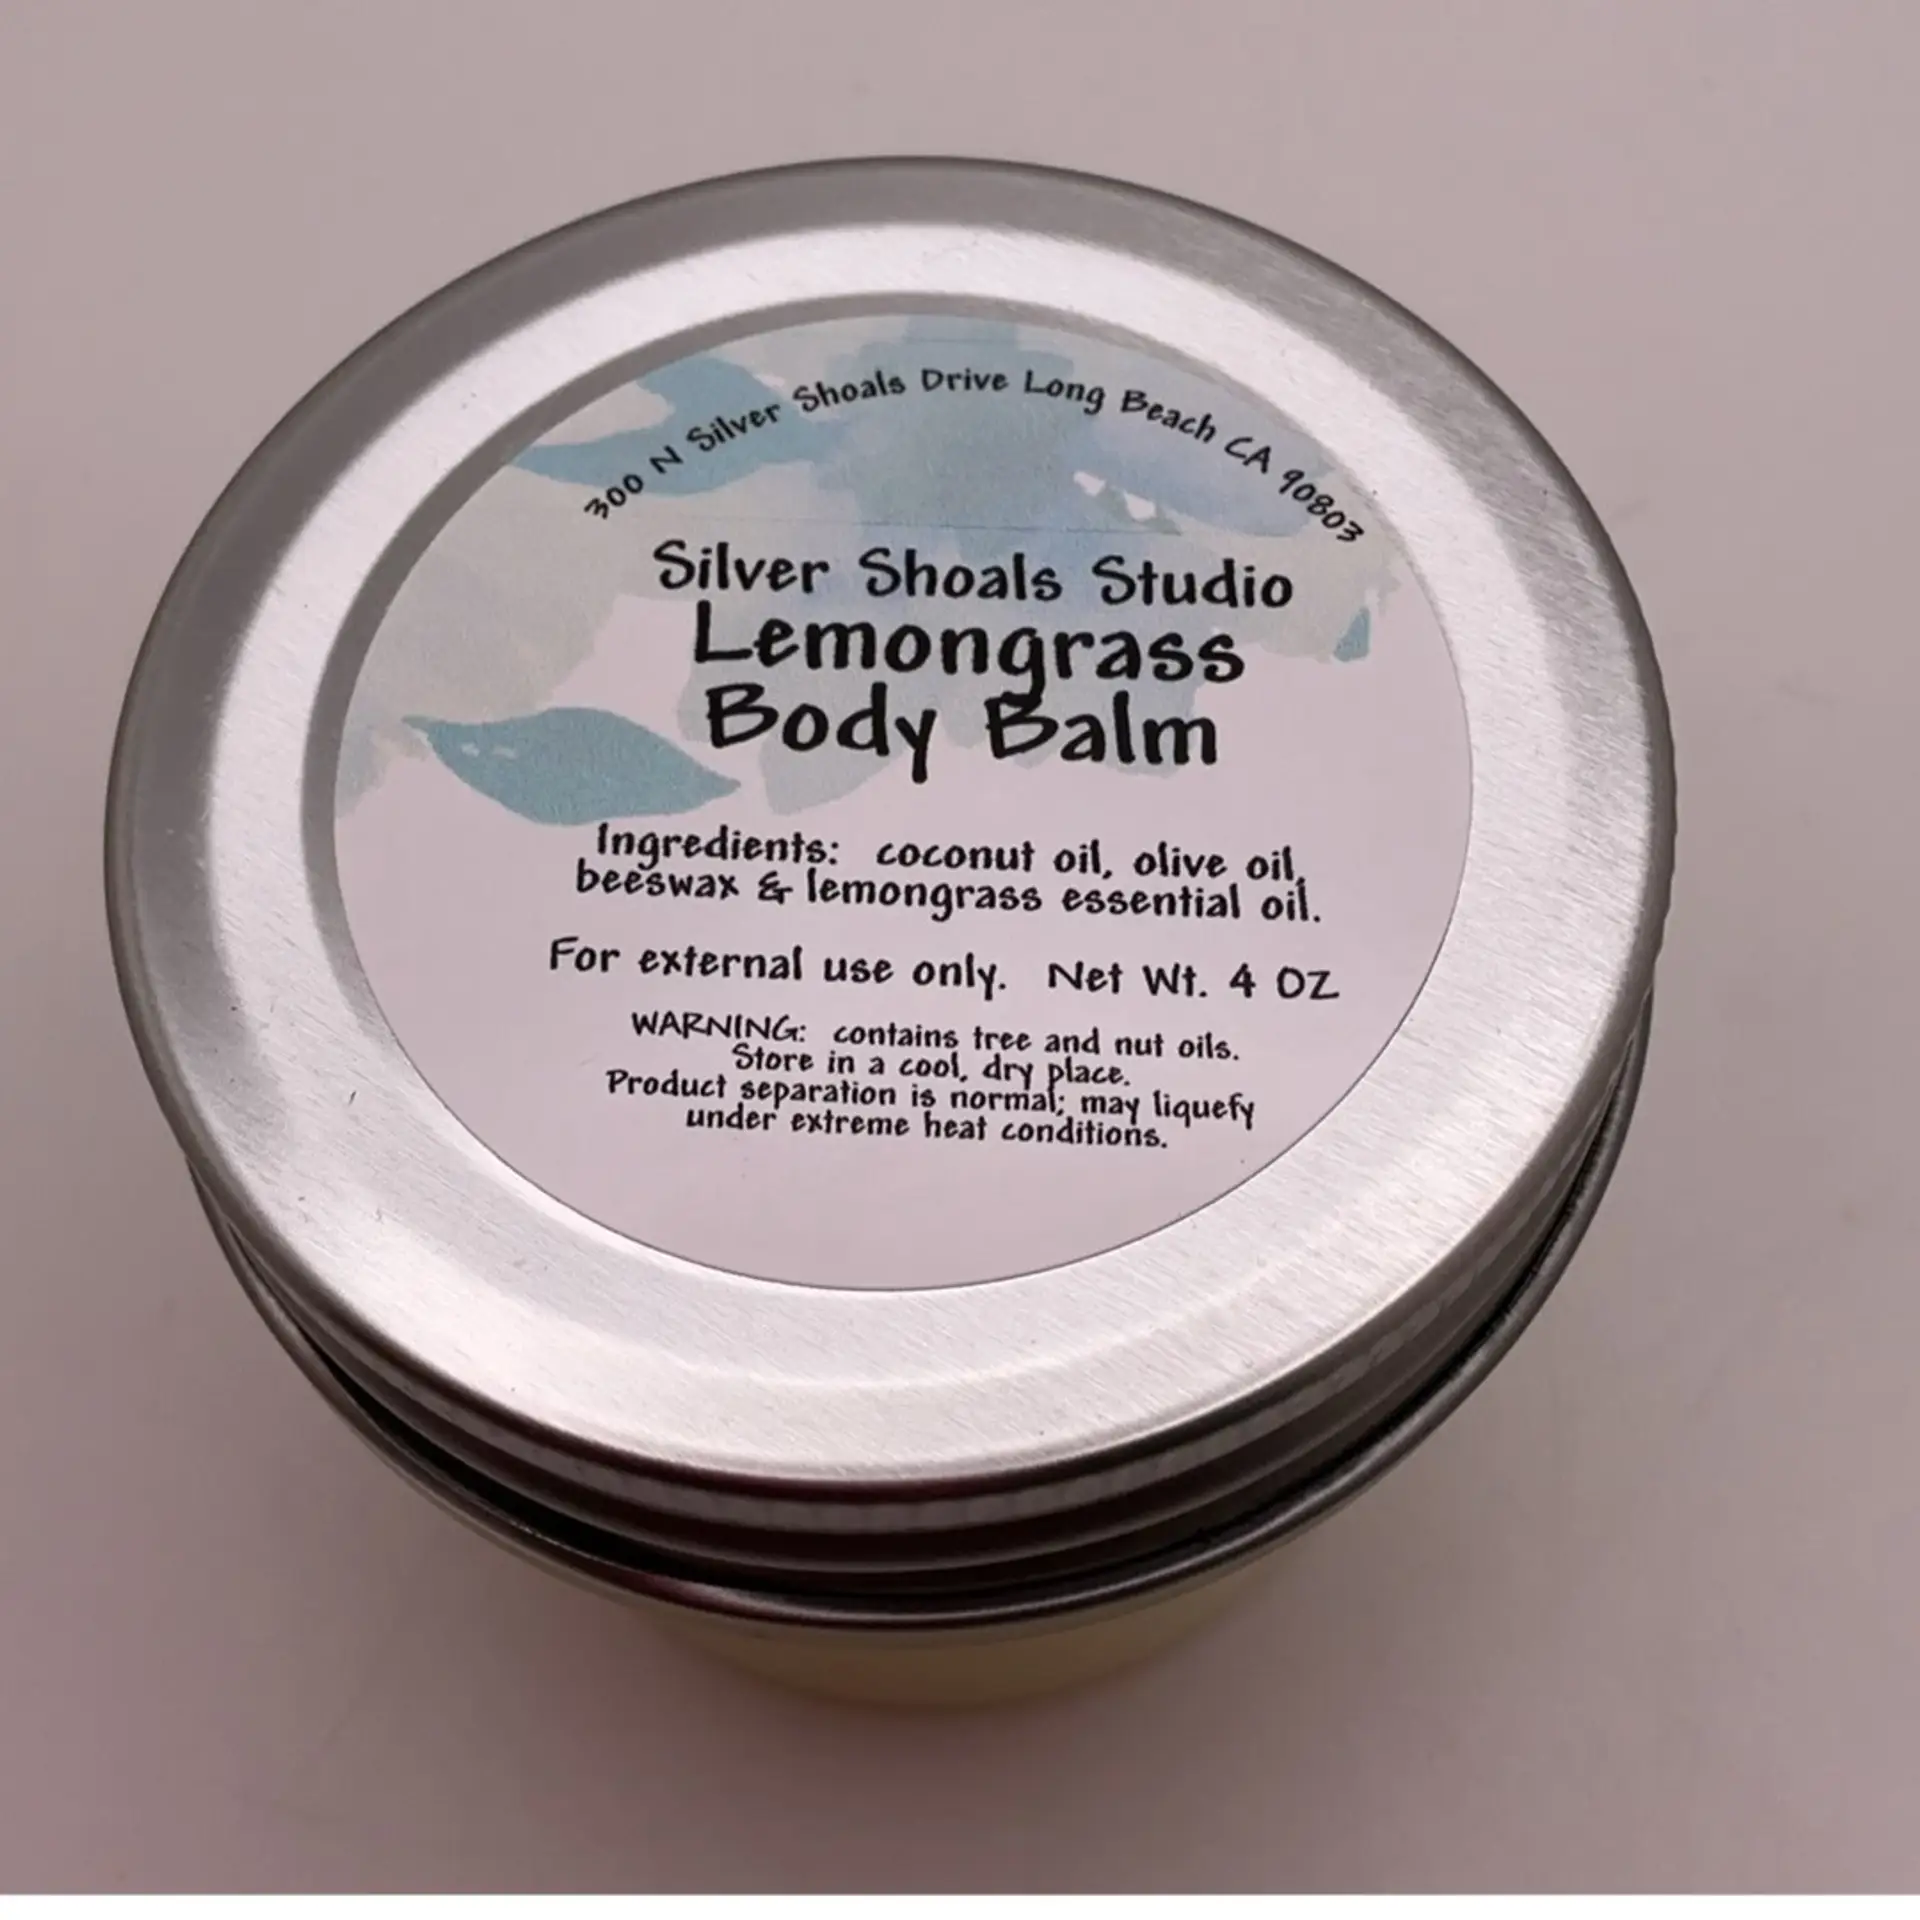 300 N Silver Shoals Drive Long Beach CA 90803
Silver Shoals Studio
Lemongrass
Body Balm
Ingredients: coconut oil, olive oil,
beeswax & lemongrass essential oil.
For external use only. Net Wt. 4 OZ
WARNING: contains tree and nut oils.
Store in a cool, dry place.
Product separation is normal; may liquefy
under extreme heat conditions.